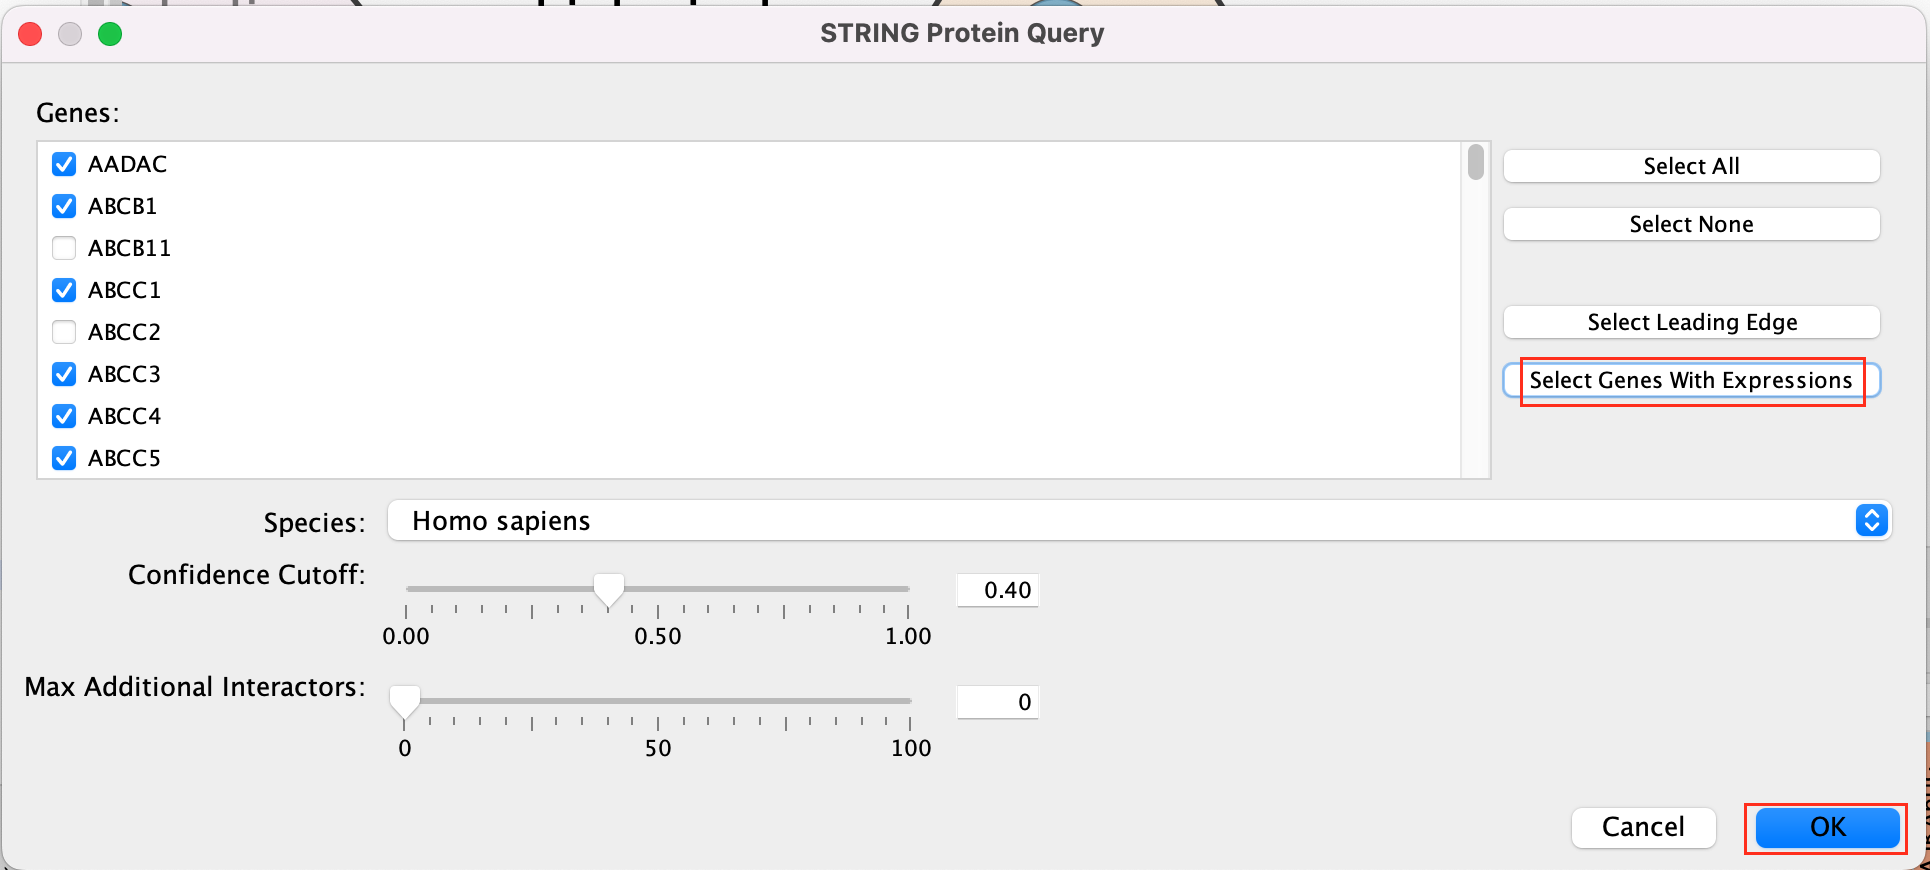 STRING Protein Query
Genes:
AADAC
ABCB1
ABCB11
ABCC1
ABCC2
ABCC3
ABCC4
ABCC5
Select All
Select None
Select Leading Edge
Select Genes With Expressions
Species: Homo sapiens
Confidence Cutoff: 0.40
0.00 0.50 1.00
Max Additional Interactors: 0
0 50 100
Cancel OK